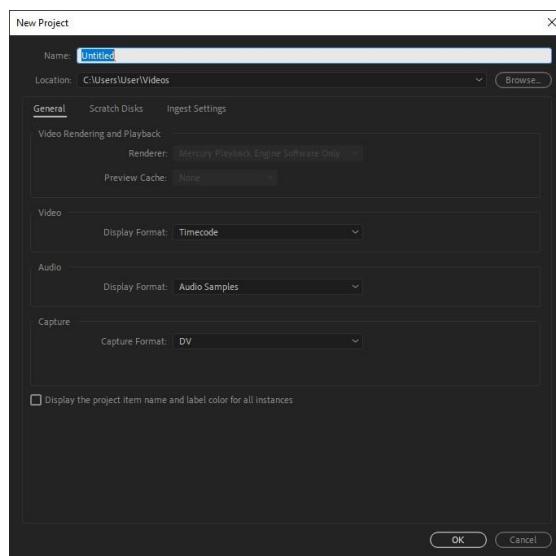 New Project
Name: Untitled
Location: C:\Users\User\Videos Browse...
General Scratch Disks Ingest Settings
Video Rendering and Playback
Renderer: Mercury Playback Engine Software Only
Preview Cache: None
Video
Display Format: Timecode
Audio
Display Format: Audio Samples
Capture
Capture Format: DV
Display the project item name and label color for all instances
OK Cancel